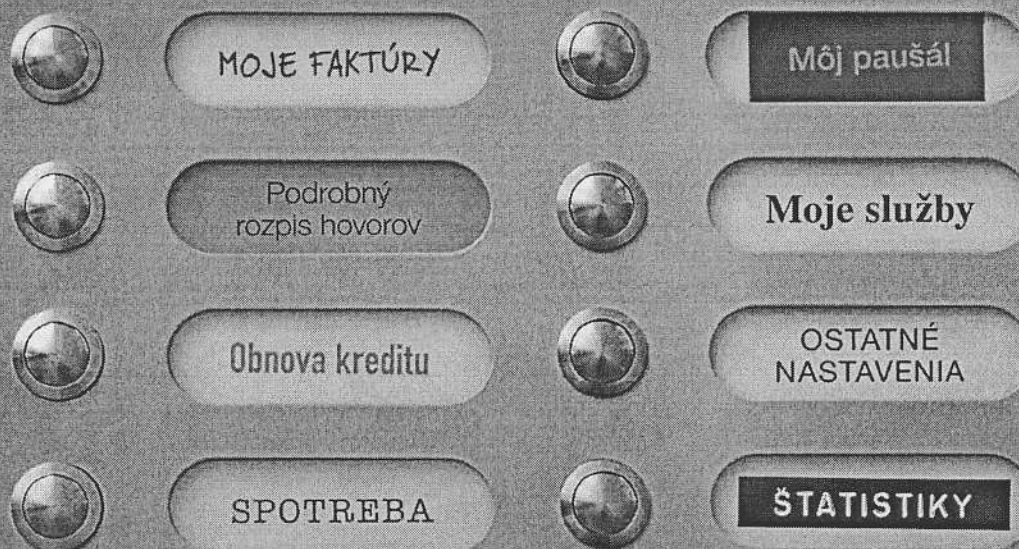 MOJE FAKTÚRY
Môj paušál
Podrobný
rozpis hovorov
Moje služby
Obnova kreditu
OSTATNÉ
NASTAVENIA
SPOTREBA
ŠTATISTIKY